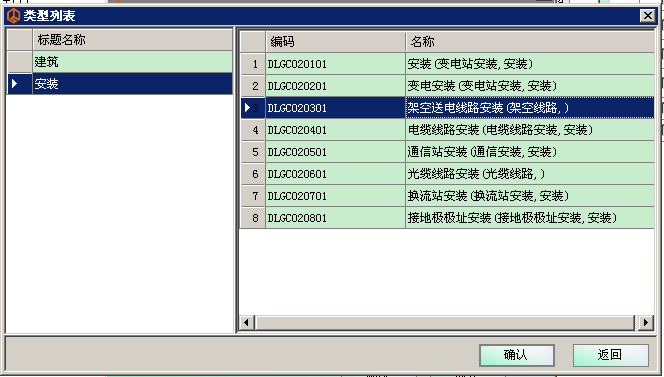 类型列表
标题名称
建筑
安装
编码 名称
1 DLGC020101 安装(变电站安装,安装)
2 DLGC020201 变电安装(变电站安装,安装)
3 DLGC020301 架空送电线路安装(架空线路,)
4 DLGC020401 电缆线路安装(电缆线路安装,安装)
5 DLGC020501 通信站安装(通信安装,安装)
6 DLGC020601 光缆线路安装(光缆线路,)
7 DLGC020701 换流站安装(换流站安装,安装)
8 DLGC020801 接地极极址安装(接地极极址安装,安装)
确认 返回